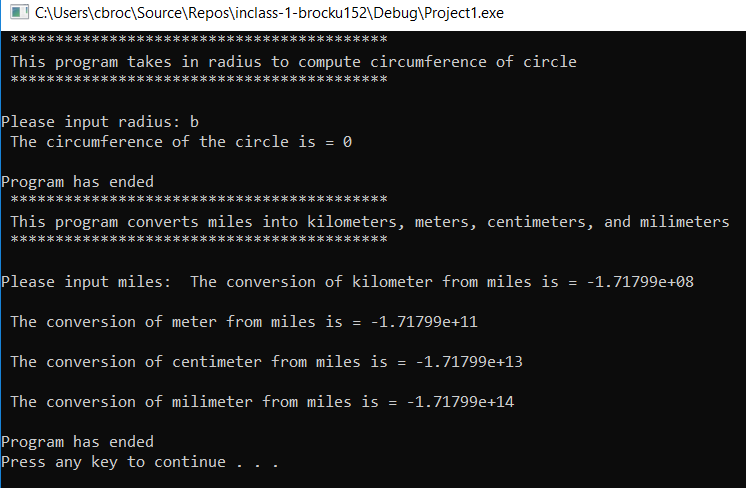 C:\Users\cbroc\Source\Repos\inclass-1-brocku152\Debug\Project1.exe
******************************************
This program takes in radius to compute circumference of circle
******************************************
Please input radius: b
The circumference of the circle is = 0
Program has ended
******************************************
This program converts miles into kilometers, meters, centimeters, and milimeters
******************************************
Please input miles:  The conversion of kilometer from miles is = -1.71799e+08
The conversion of meter from miles is = -1.71799e+11
The conversion of centimeter from miles is = -1.71799e+13
The conversion of milimeter from miles is = -1.71799e+14
Program has ended
Press any key to continue . . .